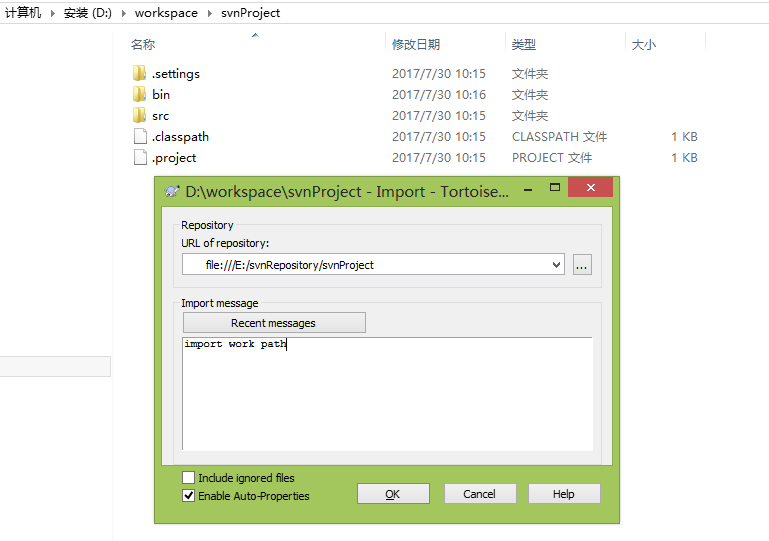 计算机 安装 (D:) workspace svnProject
名称 修改日期 类型 大小
.settings 2017/7/30 10:15 文件夹
bin 2017/7/30 10:16 文件夹
src 2017/7/30 10:15 文件夹
.classpath 2017/7/30 10:15 CLASSPATH 文件 1 KB
.project 2017/7/30 10:15 PROJECT 文件 1 KB
D:\workspace\svnProject - Import - Tortoise...
Repository
URL of repository:
file:///E:/svnRepository/svnProject
...
Import message
Recent messages
import work path
Include ignored files
Enable Auto-Properties
OK Cancel Help